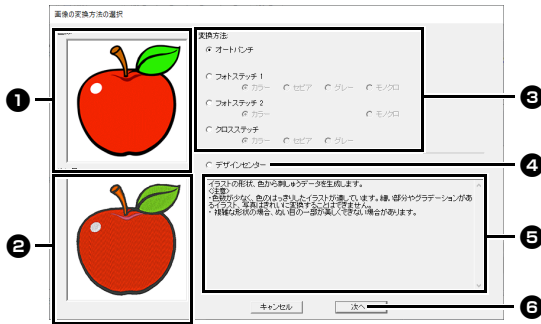 画像の変換方法の選択
変換方法:
オートパンチ
フォトステッチ 1
カラー セピア グレー モノクロ
フォトステッチ 2
カラー モノクロ
クロスステッチ
カラー セピア グレー
デザインセンター
イラストの形状、色から刺しゅうデータを生成します。
<注意>
・色数が少なく、色のはっきりしたイラストが適しています。細い部分やグラデーションがあ
るイラスト、写真はきれいに変換することはできません。
・複雑な形状の場合、ぬい目の一部が美しくできない場合があります。
キャンセル 次へ
1
2
3
4
5
6